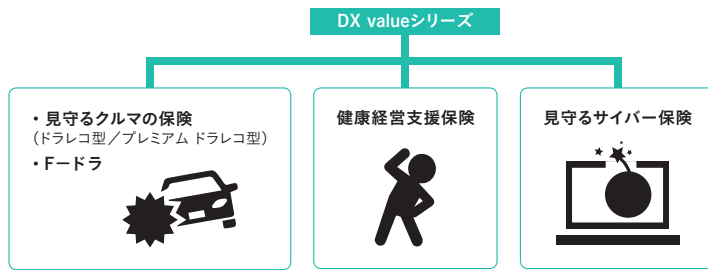 DX valueシリーズ
・見守るクルマの保険
(ドラレコ型／プレミアム ドラレコ型)
・Fードラ
健康経営支援保険
見守るサイバー保険